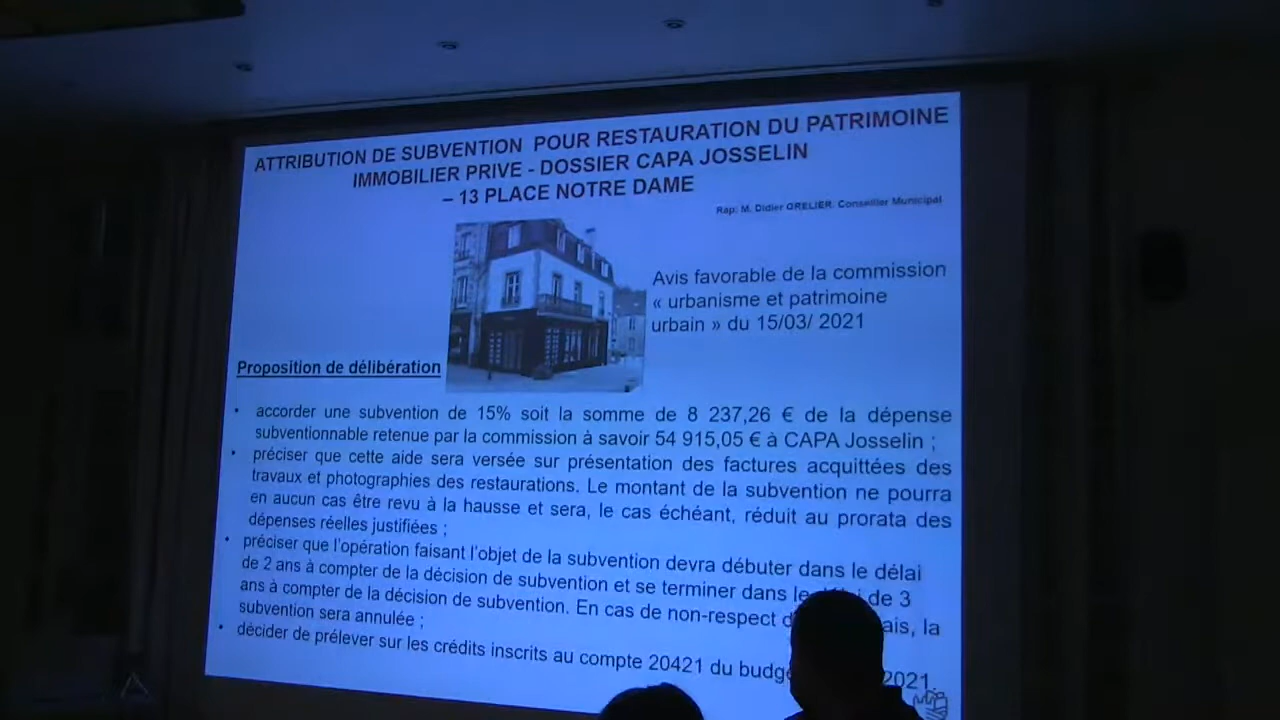 ATTRIBUTION DE SUBVENTION POUR RESTAURATION DU PATRIMOINE
IMMOBILIER PRIVE - DOSSIER CAPA JOSSELIN
– 13 PLACE NOTRE DAME
Rap: M. Didier GRELIER. Conseiller Municipal
Avis favorable de la commission
« urbanisme et patrimoine
urbain » du 15/03/ 2021
Proposition de délibération
• accorder une subvention de 15% soit la somme de 8 237,26 € de la dépense
subventionnable retenue par la commission à savoir 54 915,05 € à CAPA Josselin ;
• préciser que cette aide sera versée sur présentation des factures acquittées des
travaux et photographies des restaurations. Le montant de la subvention ne pourra
en aucun cas être revu à la hausse et sera, le cas échéant, réduit au prorata des
dépenses réelles justifiées ;
• préciser que l'opération faisant l'objet de la subvention devra débuter dans le délai
de 2 ans à compter de la décision de subvention et se terminer dans de 3
ans à compter de la décision de subvention. En cas de non-respect la
subvention sera annulée ;
• décider de prélever sur les crédits inscrits au compte 20421 du 2021.